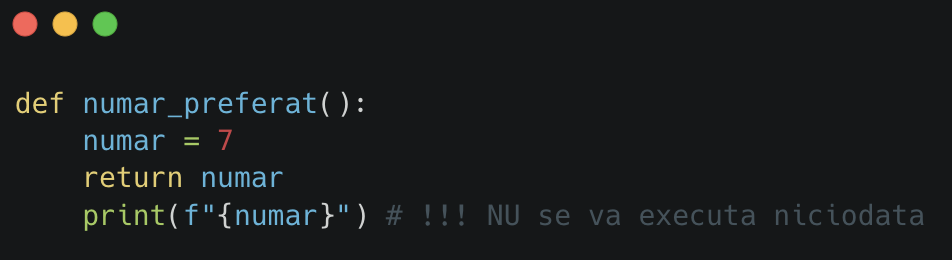 def numar_preferat():
    numar = 7
    return numar
    print(f"{numar}") # !!! NU se va executa niciodata